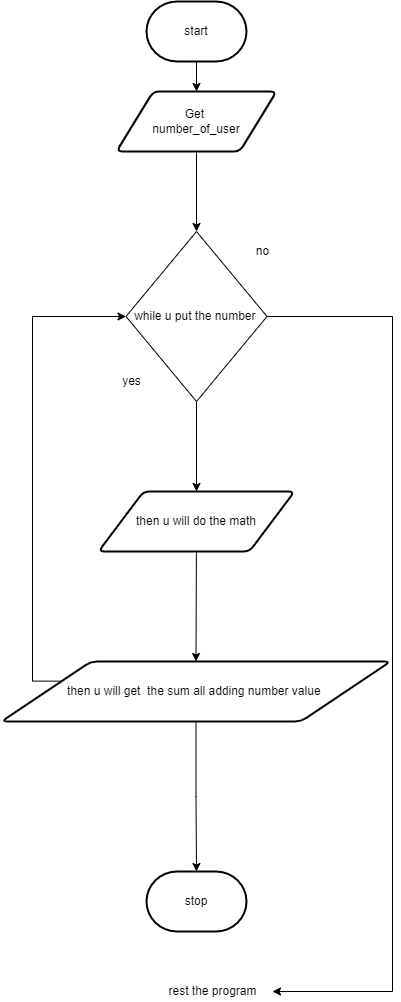 start
Get
number_of_user
no
while u put the number
yes
then u will do the math
then u will get  the sum all adding number value
stop
rest the program